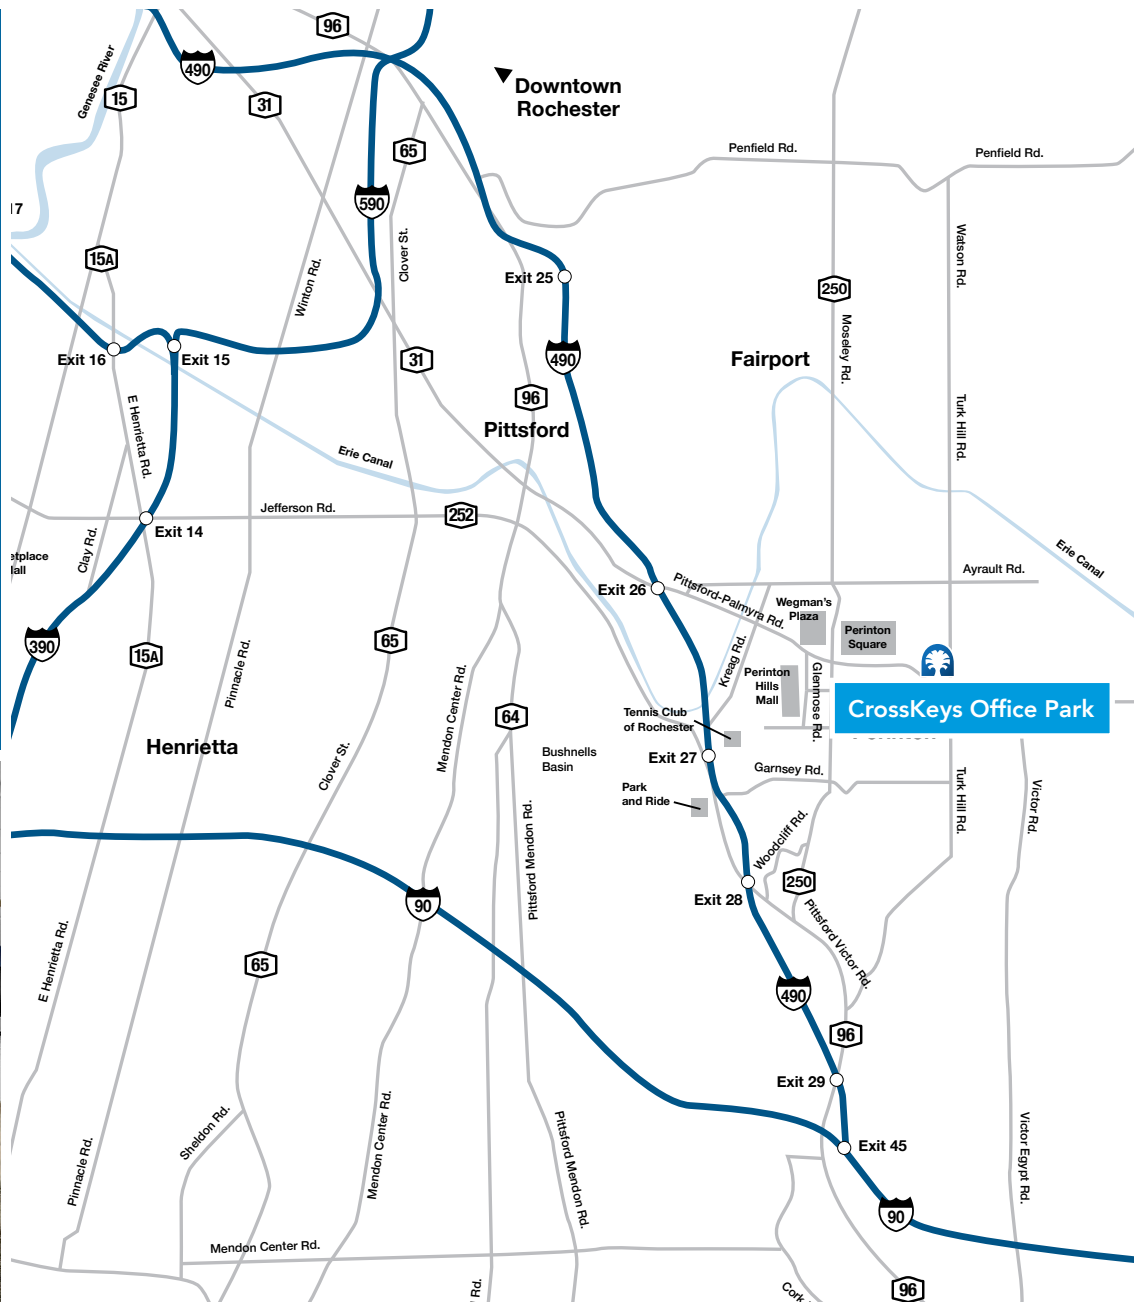 96
490
Genesee River
15
31
Downtown
Rochester
65
Penfield Rd.
Penfield Rd.
590
17
Clover St.
Watson Rd.
15A
Winton Rd.
Exit 25
250
Exit 16
Exit 15
31
490
Fairport
Moseley Rd.
E Henrietta Rd.
96
Pittsford
Turk Hill Rd.
Erie Canal
Jefferson Rd.
252
Exit 14
Clay Rd.
etplace
Mall
Erie Canal
Ayrault Rd.
Exit 26
Pittsford-Palmyra Rd.
Wegman's
Plaza
Perinton
Square
390
15A
65
Pinnacle Rd.
Kreag Rd.
Perinton
Hills
Mall
Glenmose Rd.
CrossKeys Office Park
Mendon Center Rd.
64
Tennis Club
of Rochester
Henrietta
Clover St.
Bushnells
Basin
Exit 27
Garnsey Rd.
Park
and Ride
Turk Hill Rd.
Victor Rd.
Pittsford Mendon Rd.
Woodcliff Rd.
90
Exit 28
250
Pittsford Victor Rd.
E Henrietta Rd.
65
490
96
Exit 29
Sheldon Rd.
Mendon Center Rd.
Pittsford Mendon Rd.
Exit 45
Victor Egypt Rd.
Pinnacle Rd.
90
Mendon Center Rd.
Rd.
Cork
96